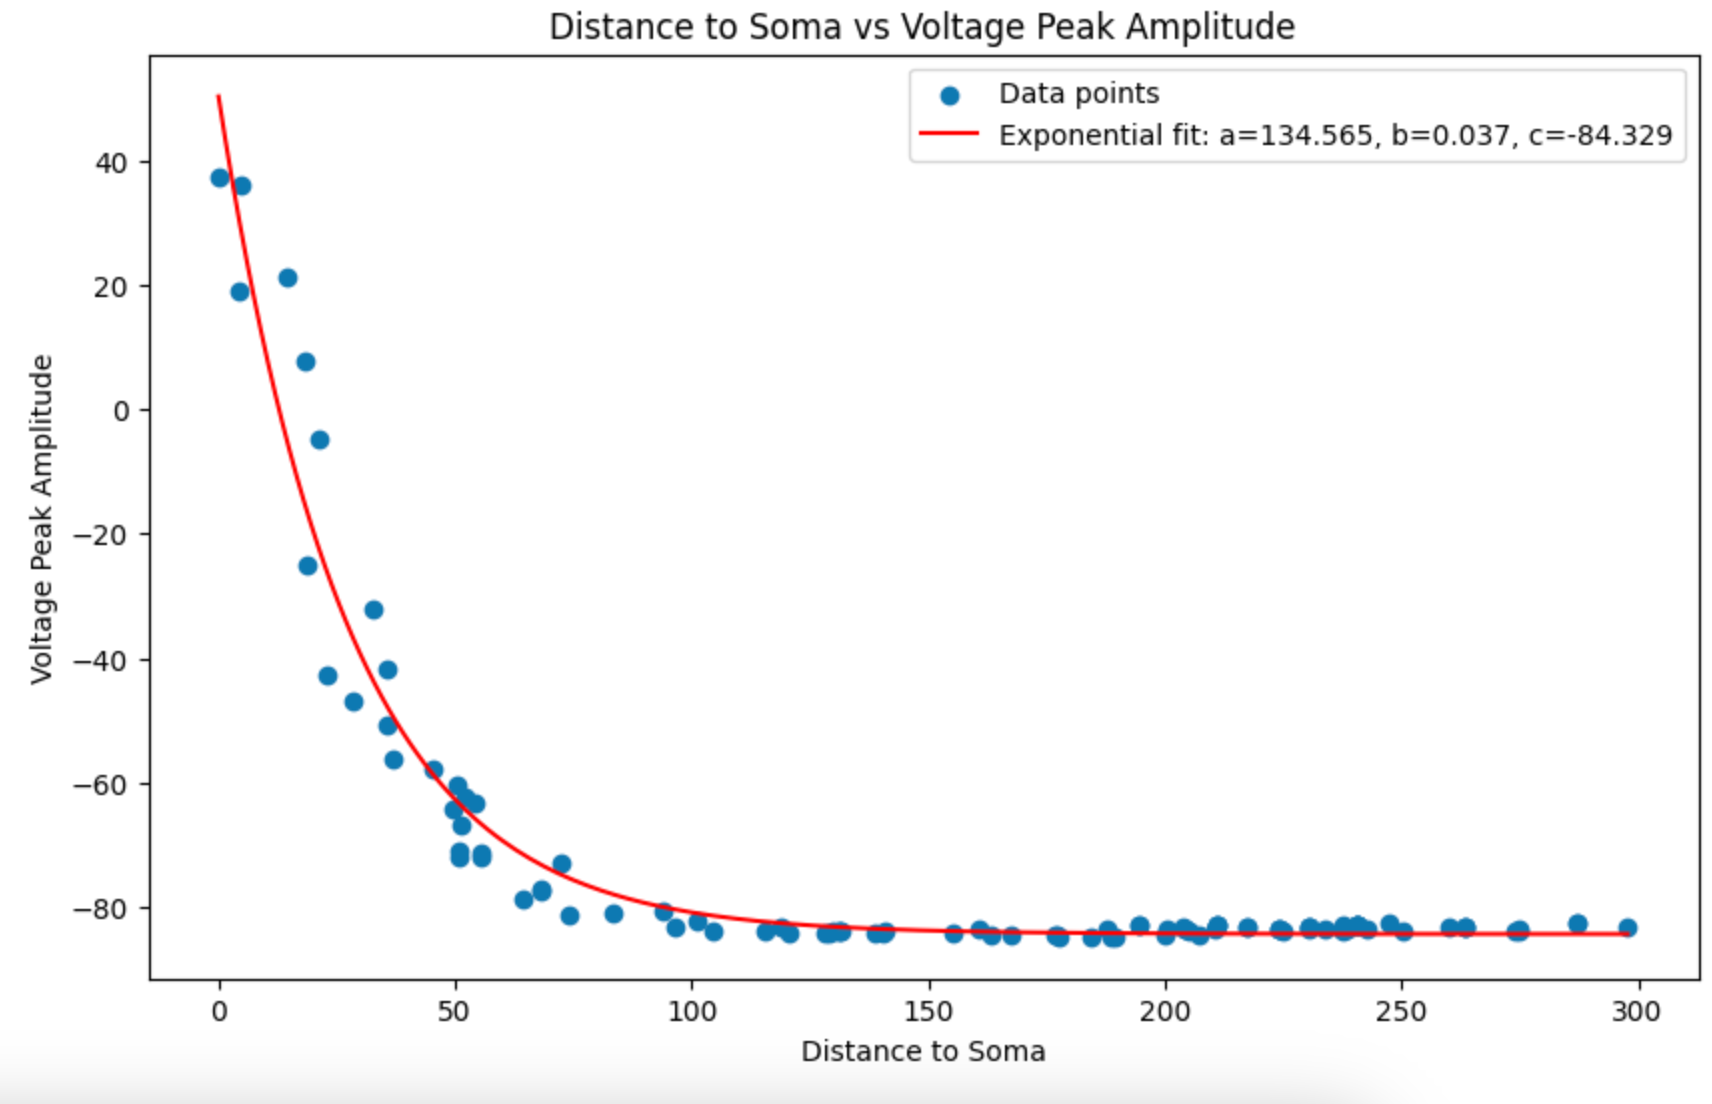 Distance to Soma vs Voltage Peak Amplitude
Data points
Exponential fit: a=134.565, b=0.037, c=-84.329
Voltage Peak Amplitude
40
20
0
−20
−40
−60
−80
0 50 100 150 200 250 300
Distance to Soma